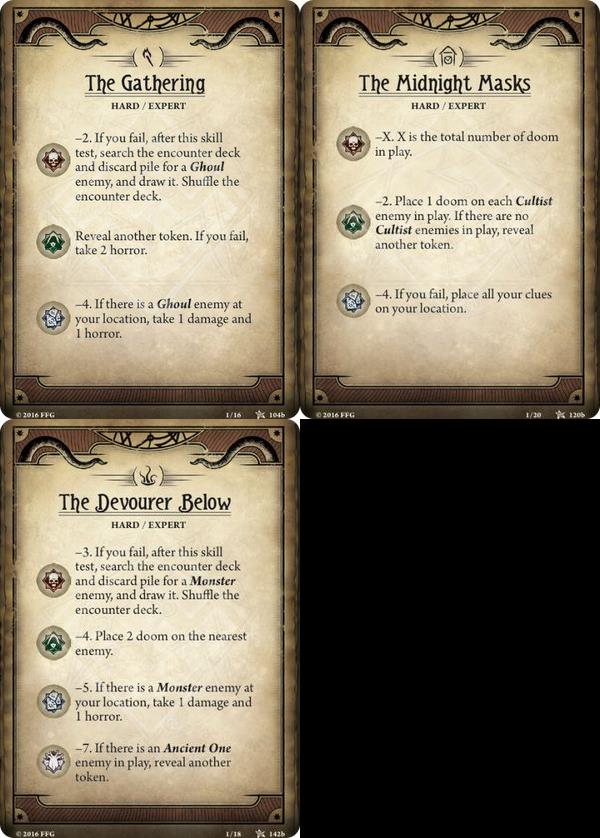 The Gathering
HARD / EXPERT
–2. If you fail, after this skill
test, search the encounter deck
and discard pile for a Ghoul
enemy, and draw it. Shuffle the
encounter deck.
Reveal another token. If you fail,
take 2 horror.
–4. If there is a Ghoul enemy at
your location, take 1 damage and
1 horror.
© 2016 FFG
1/16
104b
The Midnight Masks
HARD / EXPERT
–X. X is the total number of doom
in play.
–2. Place 1 doom on each Cultist
enemy in play. If there are no
Cultist enemies in play, reveal
another token.
–4. If you fail, place all your clues
on your location.
© 2016 FFG
1/20
120b
The Devourer Below
HARD / EXPERT
–3. If you fail, after this skill
test, search the encounter deck
and discard pile for a Monster
enemy, and draw it. Shuffle the
encounter deck.
–4. Place 2 doom on the nearest
enemy.
–5. If there is a Monster enemy at
your location, take 1 damage and
1 horror.
–7. If there is an Ancient One
enemy in play, reveal another
token.
© 2016 FFG
1/18
142b